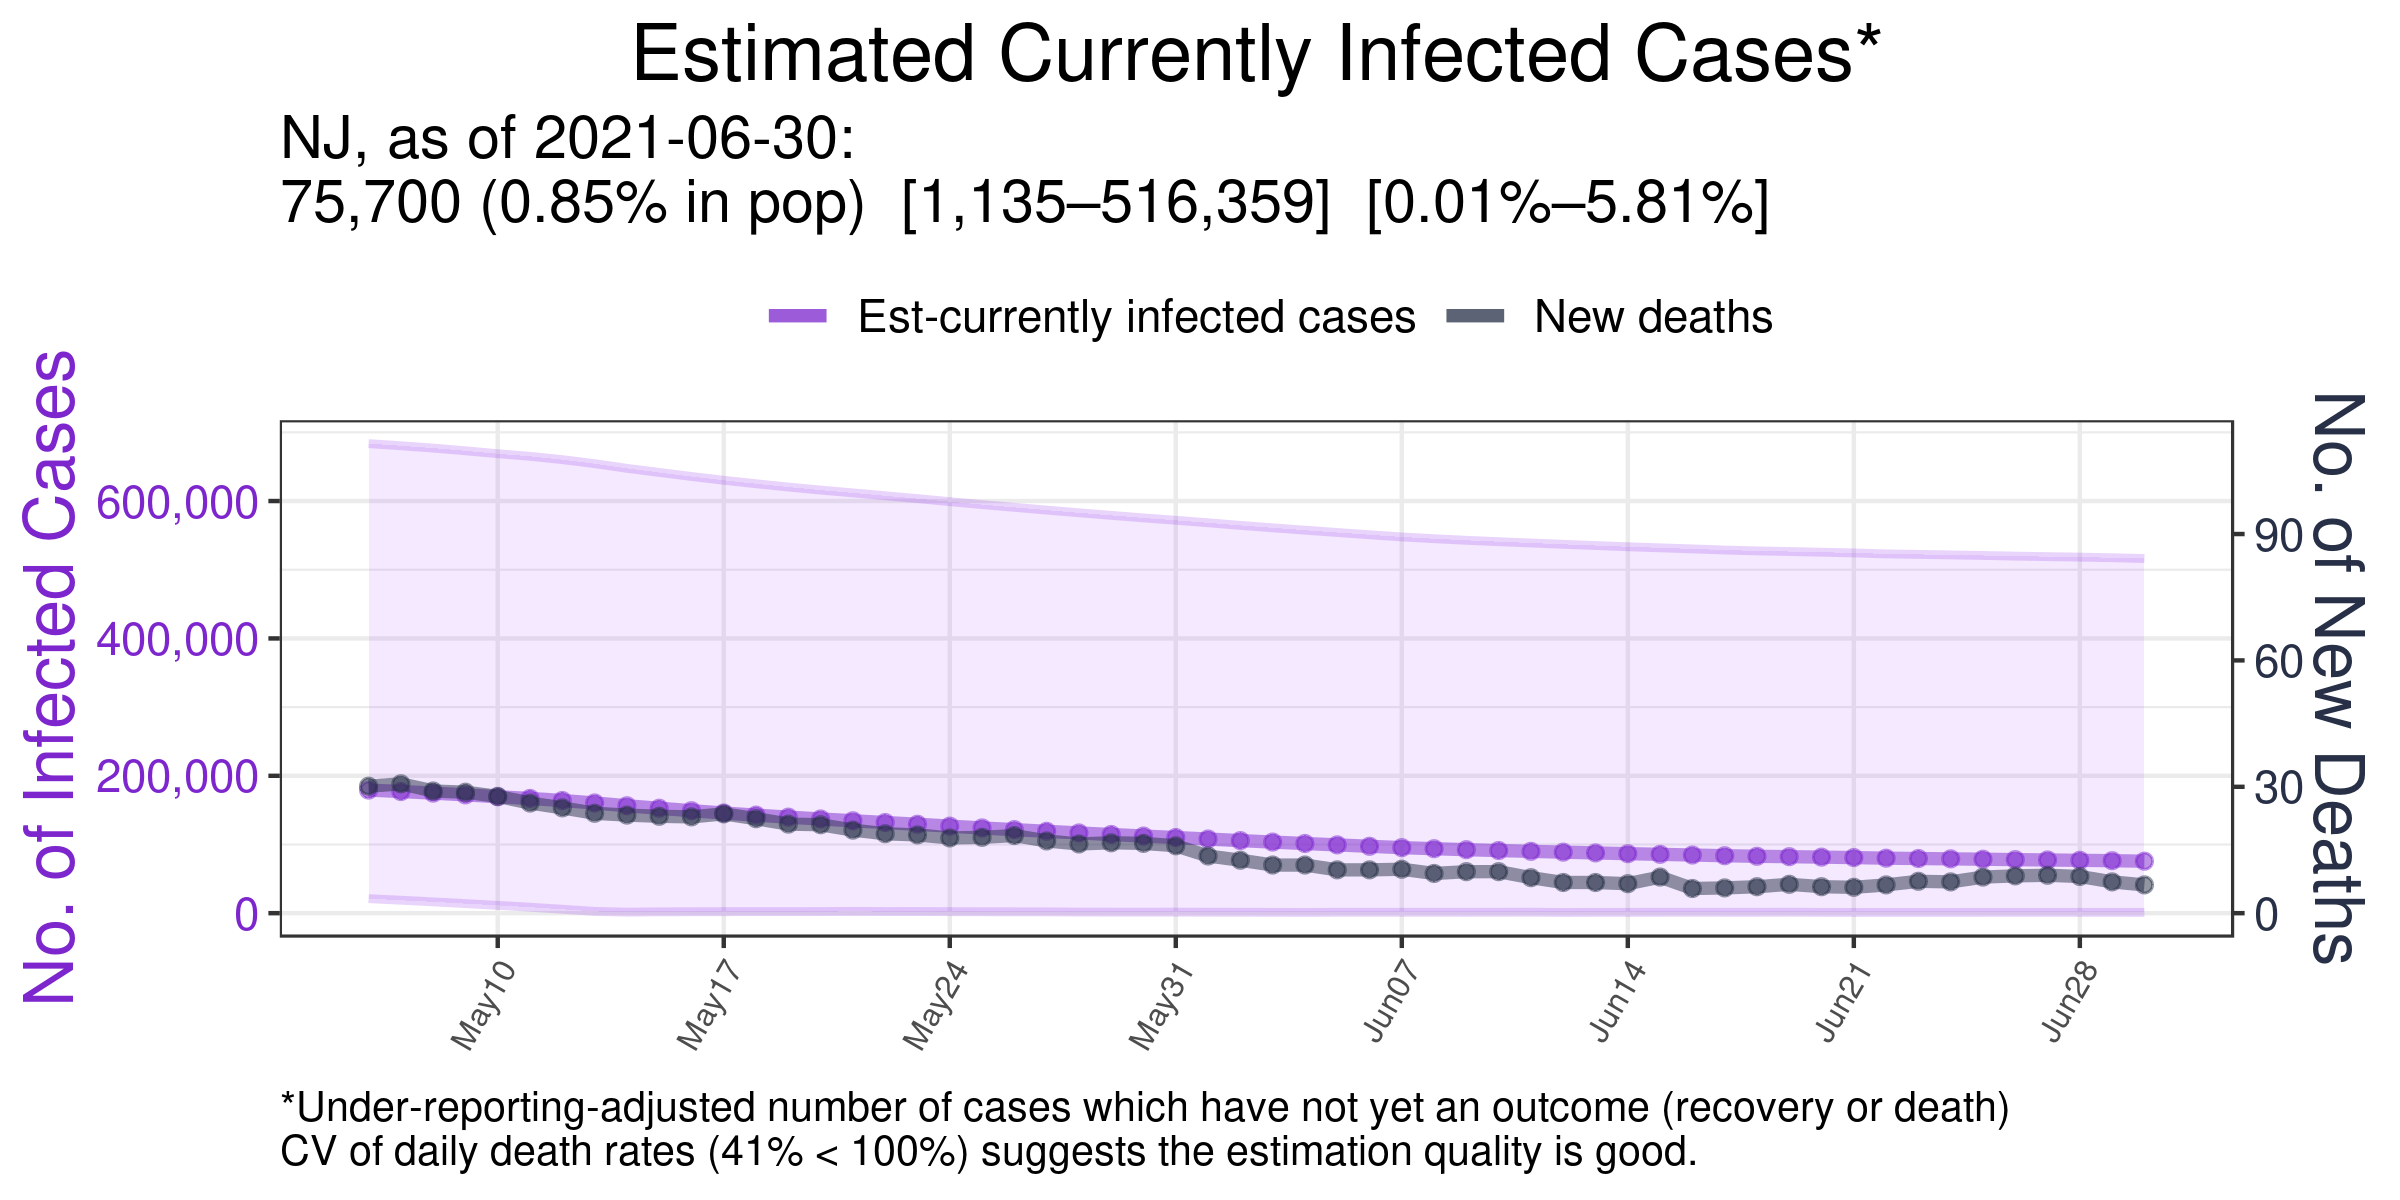 Estimated Currently Infected Cases*
NJ, as of 2021-06-30:
75,700 (0.85% in pop)  [1,135–516,359]  [0.01%–5.81%]
Est-currently infected cases
New deaths
No. of Infected Cases
600,000
400,000
200,000
0
90
60
30
0
No. of New Deaths
May10
May17
May24
May31
Jun07
Jun14
Jun21
Jun28
*Under-reporting-adjusted number of cases which have not yet an outcome (recovery or death)
CV of daily death rates (41% < 100%) suggests the estimation quality is good.